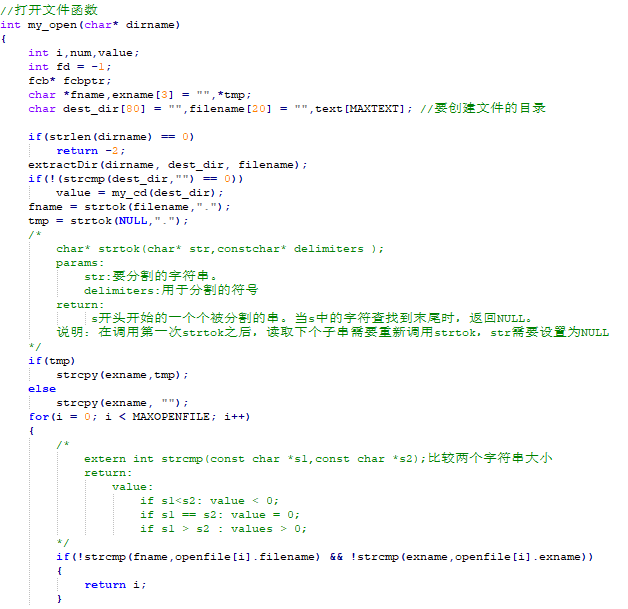 //打开文件函数
int my_open(char* dirname)
{
    int i,num,value;
    int fd = -1;
    fcb* fcbptr;
    char *fname,exname[3] = "",*tmp;
    char dest_dir[80] = "",filename[20] = "",text[MAXTEXT]; //要创建文件的目录
    if(strlen(dirname) == 0)
        return -2;
    extractDir(dirname, dest_dir, filename);
    if(!(strcmp(dest_dir,"") == 0))
        value = my_cd(dest_dir);
    fname = strtok(filename,".");
    tmp = strtok(NULL,".");
    /*
        char* strtok(char* str,constchar* delimiters );
        params:
            str:要分割的字符串。
            delimiters:用于分割的符号
        return:
            s开头开始的一个个被分割的串。当s中的字符查找到末尾时，返回NULL。
        说明：在调用第一次strtok之后，读取下个子串需要重新调用strtok，str需要设置为NULL
    */
    if(tmp)
        strcpy(exname,tmp);
    else
        strcpy(exname, "");
    for(i = 0; i < MAXOPENFILE; i++)
    {
        /*
            extern int strcmp(const char *s1,const char *s2);比较两个字符串大小
            return:
                value:
                    if s1<s2: value < 0;
                    if s1 == s2: value = 0;
                    if s1 > s2 : values > 0;
        */
        if(!strcmp(fname,openfile[i].filename) && !strcmp(exname,openfile[i].exname))
        {
            return i;
        }